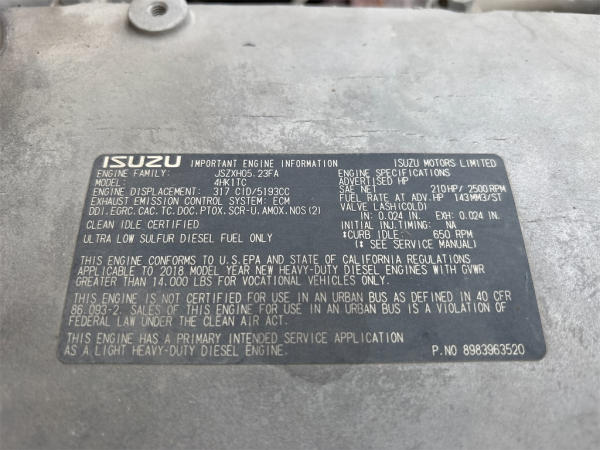 ISUZU IMPORTANT ENGINE INFORMATION ISUZU MOTORS LIMITED
ENGINE FAMILY: JSZXH05.23FA
MODEL: 4HK1TC
ENGINE DISPLACEMENT: 317 CID/5193CC
EXHAUST EMISSION CONTROL SYSTEM: ECM
DDI.EGRC.CAC.TC.DOC.PTOX.SCR-U.AMOX.NOS(2)
CLEAN IDLE CERTIFIED
ULTRA LOW SULFUR DIESEL FUEL ONLY
ENGINE SPECIFICATIONS
ADVERTISED HP
SAE NET 210HP/2500RPM
FUEL RATE AT ADV.HP 143MM3/ST
VALVE LASH(COLD)
IN: 0.024 IN EXH: 0.024 IN
INITIAL INJ.TIMING: NA
*CURB IDLE: 650 RPM
(* SEE SERVICE MANUAL)
THIS ENGINE CONFORMS TO U.S.EPA AND STATE OF CALIFORNIA REGULATIONS
APPLICABLE TO 2018 MODEL YEAR NEW HEAVY-DUTY DIESEL ENGINES WITH GVWR
GREATER THAN 14.000 LBS FOR VOCATIONAL VEHICLES ONLY.
THIS ENGINE IS NOT CERTIFIED FOR USE IN AN URBAN BUS AS DEFINED IN 40 CFR
86.093-2. SALES OF THIS ENGINE FOR USE IN AN URBAN BUS IS A VIOLATION OF
FEDERAL LAW UNDER THE CLEAN AIR ACT.
THIS ENGINE HAS A PRIMARY INTENDED SERVICE APPLICATION
AS A LIGHT HEAVY-DUTY DIESEL ENGINE.
P.NO 8983963520